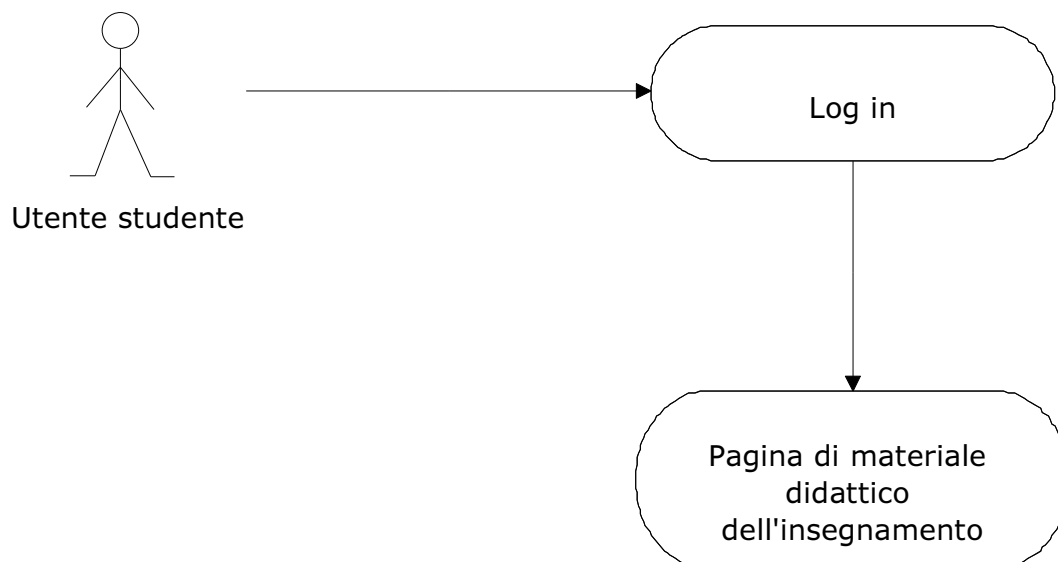 Log in
Utente studente
Pagina di materiale
didattico
dell'insegnamento